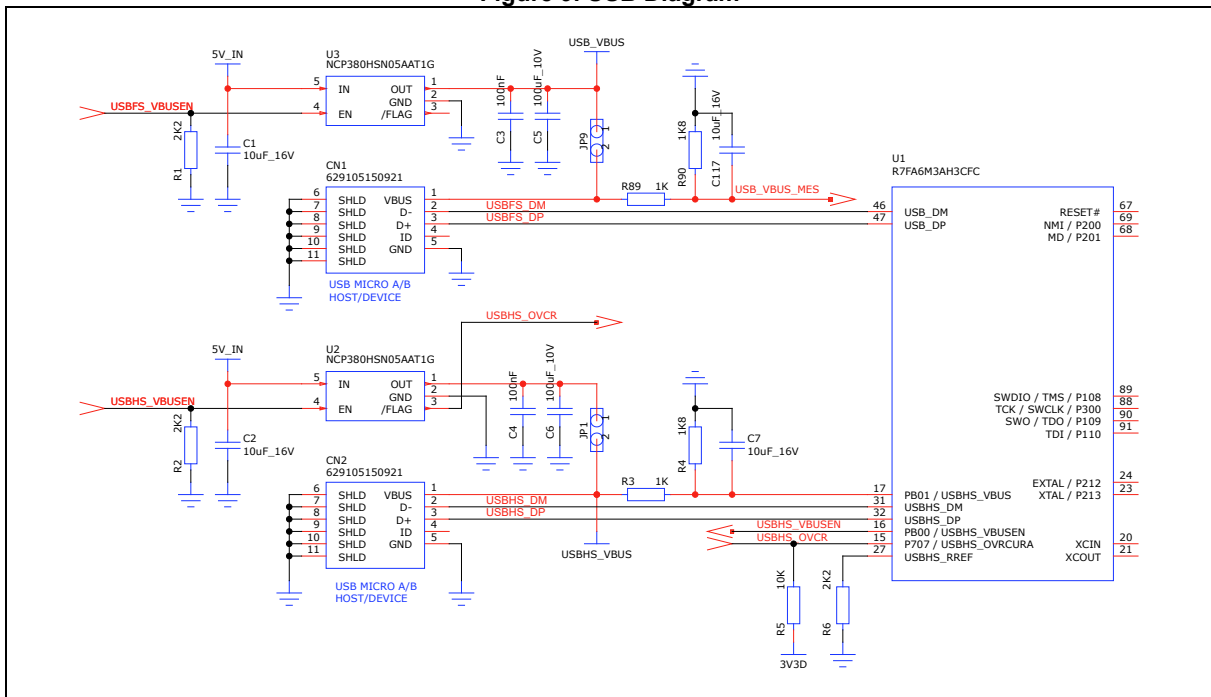 Figure 9. USB Diagram
5V_IN
U3
NCP380HSN05AAT1G
USB_VBUS
5 IN OUT 1
GND 2
4 EN /FLAG 3
USBFS_VBUSEN
2K2
R1
C1
10uF_16V
100nF
C3
100uF_10V
C5
JP9
1
2
1K8
R90
10uF_16V
C117
CN1
629105150921
6 SHLD VBUS 1
7 SHLD D- 2
8 SHLD D+ 3
9 SHLD ID 4
10 SHLD GND 5
11 SHLD
USB MICRO A/B
HOST/DEVICE
R89 1K
USB_VBUS_MES
USBFS_DM
USBFS_DP
U1
R7FA6M3AH3CFC
46 USB_DM RESET# 67
47 USB_DP NMI / P200 69
MD / P201 68
SWDIO / TMS / P108 89
TCK / SWCLK / P300 88
SWO / TDO / P109 90
TDI / P110 91
EXTAL / P212 24
17 PB01 / USBHS_VBUS XTAL / P213 23
31 USBHS_DM
32 USBHS_DP
16 PB00 / USBHS_VBUSEN
15 P707 / USBHS_OVRCURA XCIN 20
27 USBHS_RREF XCOUT 21
USBHS_OVCR
5V_IN
U2
NCP380HSN05AAT1G
5 IN OUT 1
GND 2
4 EN /FLAG 3
USBHS_VBUSEN
2K2
R2
C2
10uF_16V
100nF
C4
100uF_10V
C6
JP1
1
2
1K8
R4
C7
10uF_16V
CN2
629105150921
6 SHLD VBUS 1
7 SHLD D- 2
8 SHLD D+ 3
9 SHLD ID 4
10 SHLD GND 5
11 SHLD
USB MICRO A/B
HOST/DEVICE
R3 1K
USBHS_DM
USBHS_DP
USBHS_VBUS
USBHS_VBUSEN
USBHS_OVCR
10K
R5
3V3D
2K2
R6